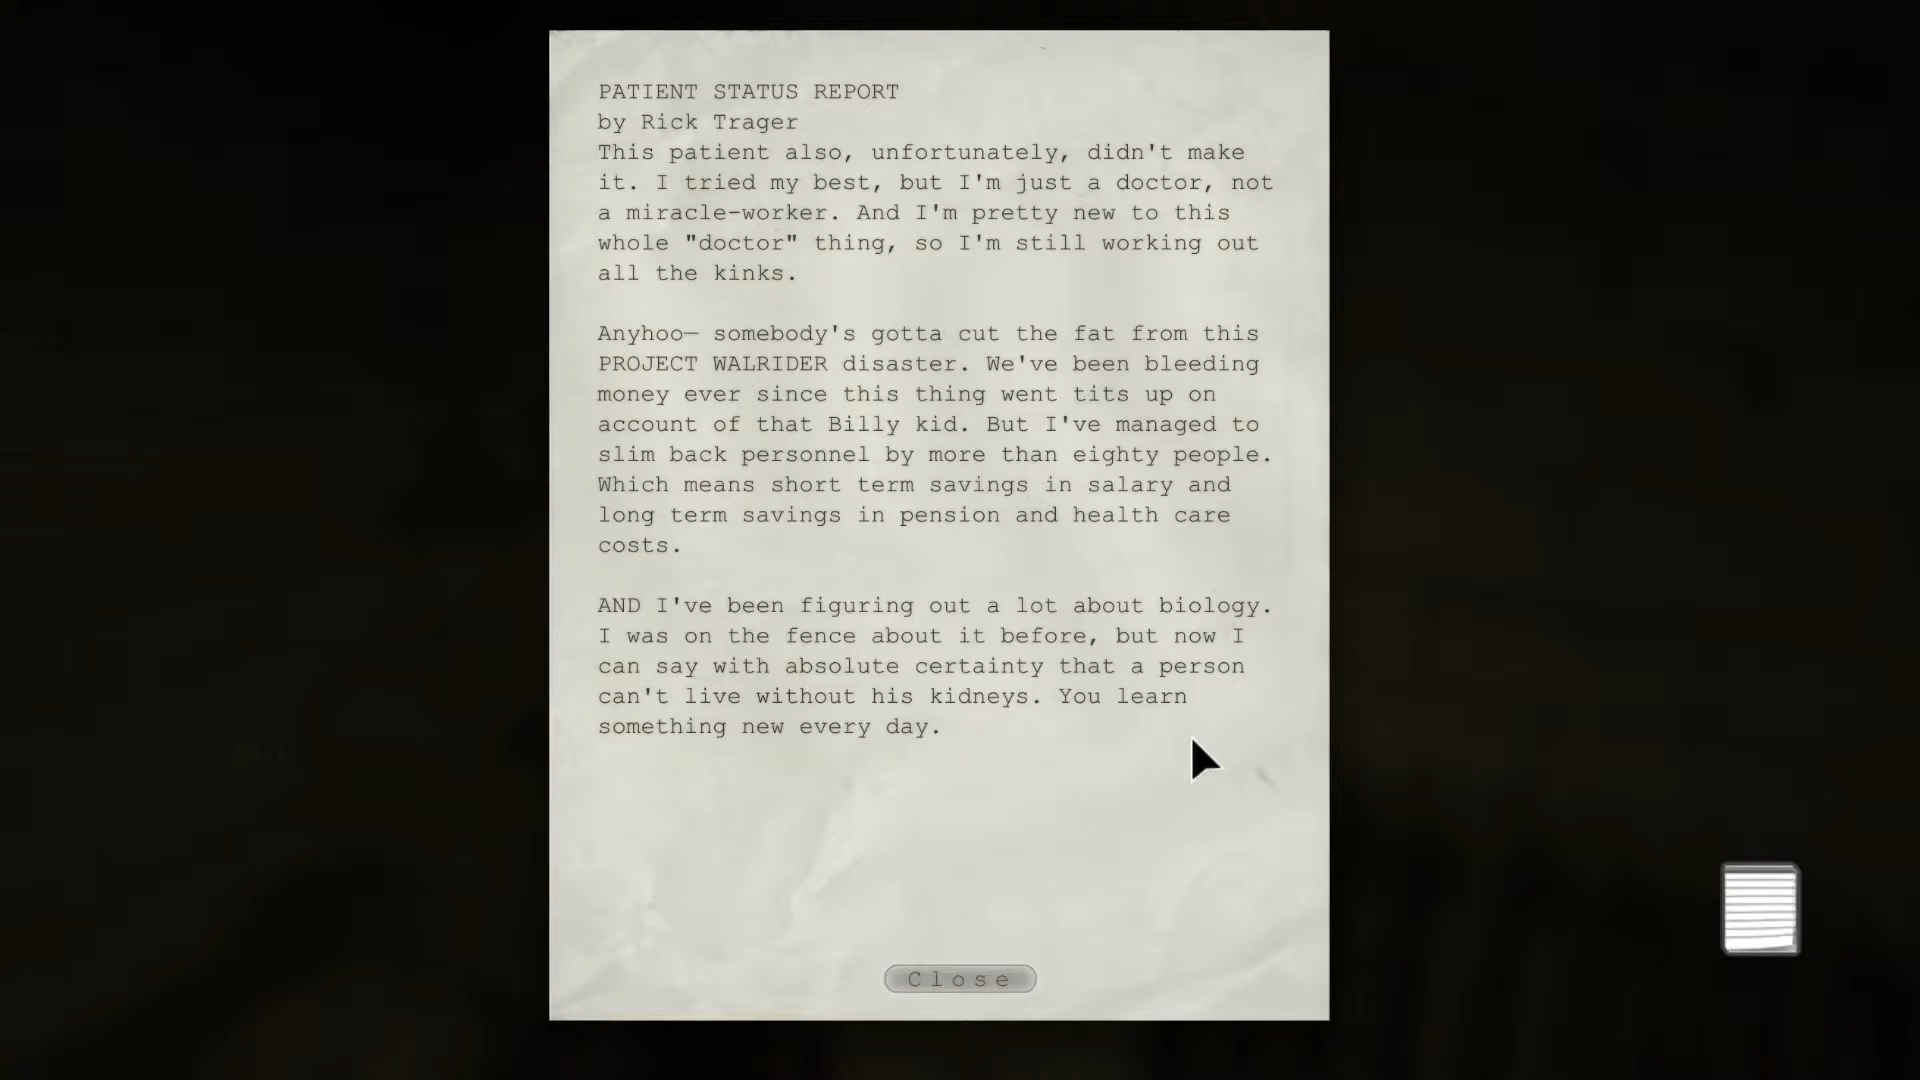 PATIENT STATUS REPORT
by Rick Trager
This patient also, unfortunately, didn't make
it. I tried my best, but I'm just a doctor, not
a miracle-worker. And I'm pretty new to this
whole "doctor" thing, so I'm still working out
all the kinks.
Anyhoo— somebody's gotta cut the fat from this
PROJECT WALRIDER disaster. We've been bleeding
money ever since this thing went tits up on
account of that Billy kid. But I've managed to
slim back personnel by more than eighty people.
Which means short term savings in salary and
long term savings in pension and health care
costs.
AND I've been figuring out a lot about biology.
I was on the fence about it before, but now I
can say with absolute certainty that a person
can't live without his kidneys. You learn
something new every day.
Close